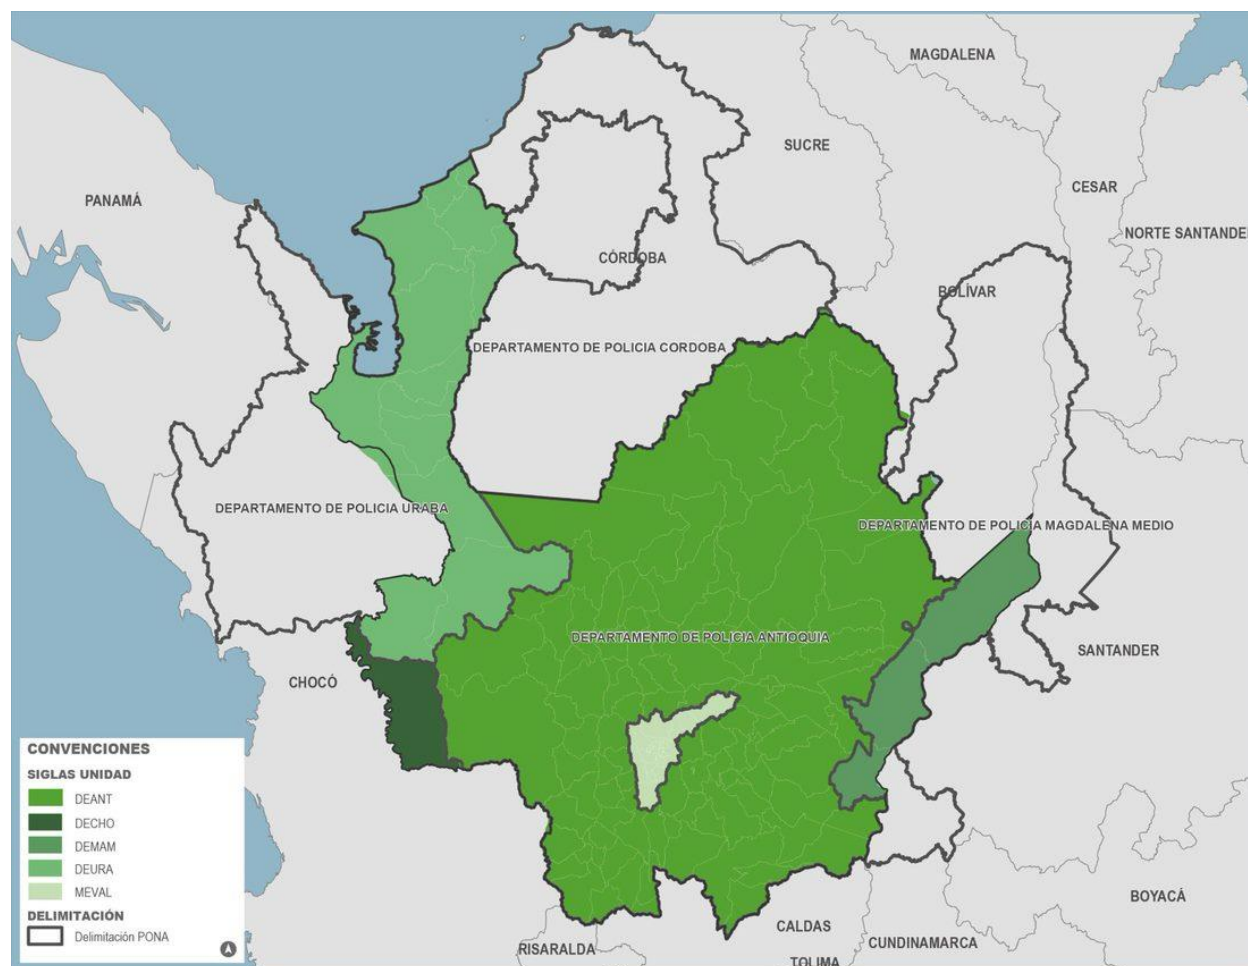 MAGDALENA
SUCRE
CESAR
PANAMÁ
NORTE SANTANDER
CÓRDOBA
BOLÍVAR
DEPARTAMENTO DE POLICIA CORDOBA
DEPARTAMENTO DE POLICIA URABA
DEPARTAMENTO DE POLICIA MAGDALENA MEDIO
DEPARTAMENTO DE POLICIA ANTIOQUIA
SANTANDER
CHOCÓ
CONVENCIONES
SIGLAS UNIDAD
DEANT
DECHO
DEMAM
DEURA
MEVAL
DELIMITACIÓN
Delimitación PONA
BOYACÁ
CALDAS
CUNDINAMARCA
RISARALDA
TOLIMA